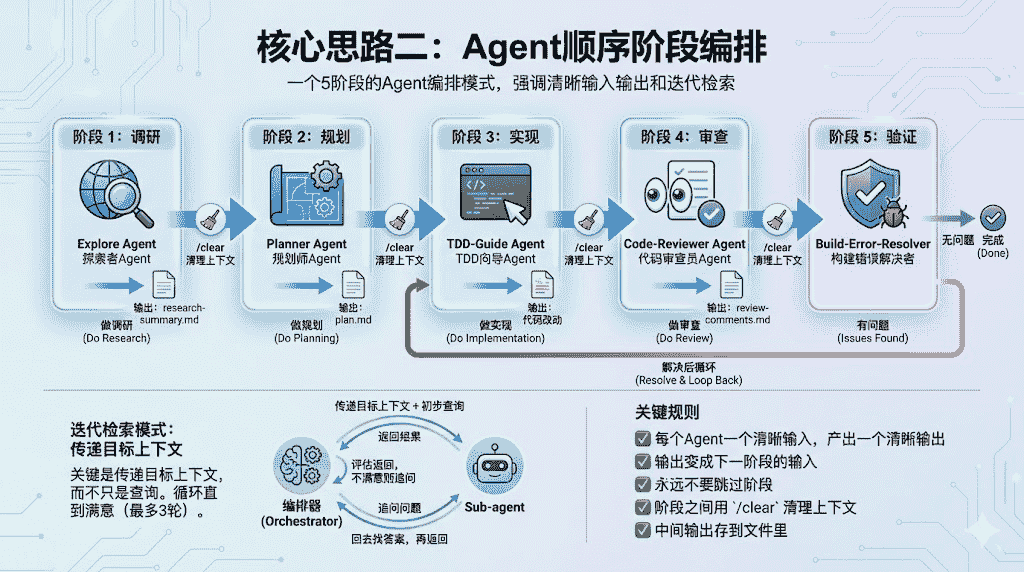 核心思路二：Agent顺序阶段编排
一个5阶段的Agent编排模式，强调清晰输入输出和迭代检索
阶段 1：调研
Explore Agent
探索者Agent
输出：research-
summary.md
做调研
(Do Research)
/clear
清理上下文
阶段 2：规划
Planner Agent
规划师Agent
输出：
plan.md
做规划
(Do Planning)
/clear
清理上下文
阶段 3：实现
</>
TDD-Guide Agent
TDD向导Agent
输出：
代码改动
做实现
(Do Implementation)
/clear
清理上下文
阶段 4：审查
Code-Reviewer Agent
代码审查员Agent
输出：review-
comments.md
做审查
(Do Review)
/clear
清理上下文
阶段 5：验证
Build-Error-Resolver
构建错误解决者
有问题
(Issues Found)
无问题
完成
(Done)
解决后循环
(Resolve & Loop Back)
迭代检索模式：
传递目标上下文
关键是传递目标上下文，
而不只是查询。循环直
到满意（最多3轮）。
传递目标上下文 + 初步查询
返回结果
评估返回，
不满意则追问
追问问题
回去找答案，再返回
编排器
(Orchestrator)
Sub-agent
关键规则
每个Agent一个清晰输入，产出一个清晰输出
输出变成下一阶段的输入
永远不要跳过阶段
阶段之间用 `/clear` 清理上下文
中间输出存到文件里